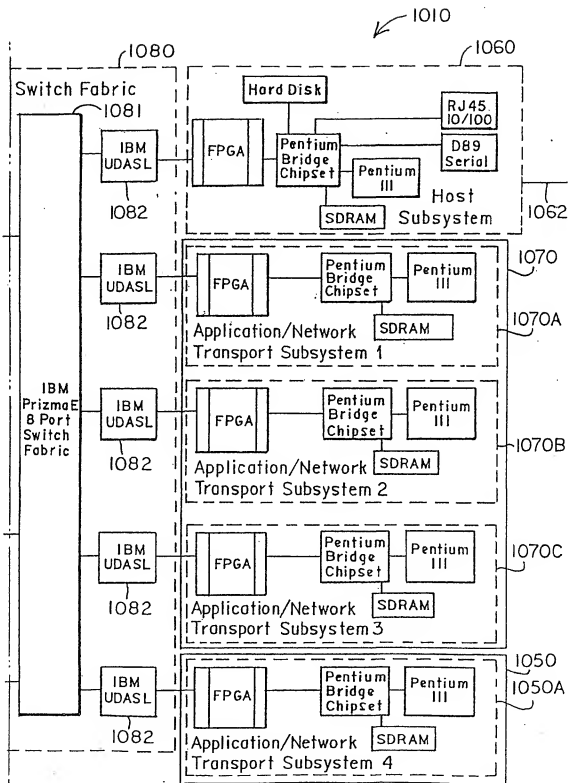 1010
1080
1060
Switch Fabric
1081
Hard Disk
RJ45
10/100
IBM
UDASL
FPGA
Pentium
Bridge
Chipset
D89
Serial
Pentium
III
1082
Host
Subsystem
SDRAM
1062
IBM
UDASL
FPGA
Pentium
Bridge
Chipset
Pentium
III
1070
1082
SDRAM
1070A
Application/Network
Transport Subsystem 1
IBM
PrizmaE
8 Port
Switch
Fabric
IBM
UDASL
FPGA
Pentium
Bridge
Chipset
Pentium
III
1082
SDRAM
1070B
Application/Network
Transport Subsystem 2
IBM
UDASL
FPGA
Pentium
Bridge
Chipset
Pentium
III
1070C
1082
SDRAM
Application/Network
Transport Subsystem 3
IBM
UDASL
FPGA
Pentium
Bridge
Chipset
Pentium
III
1050
1050A
1082
SDRAM
Application/Network
Transport Subsystem 4